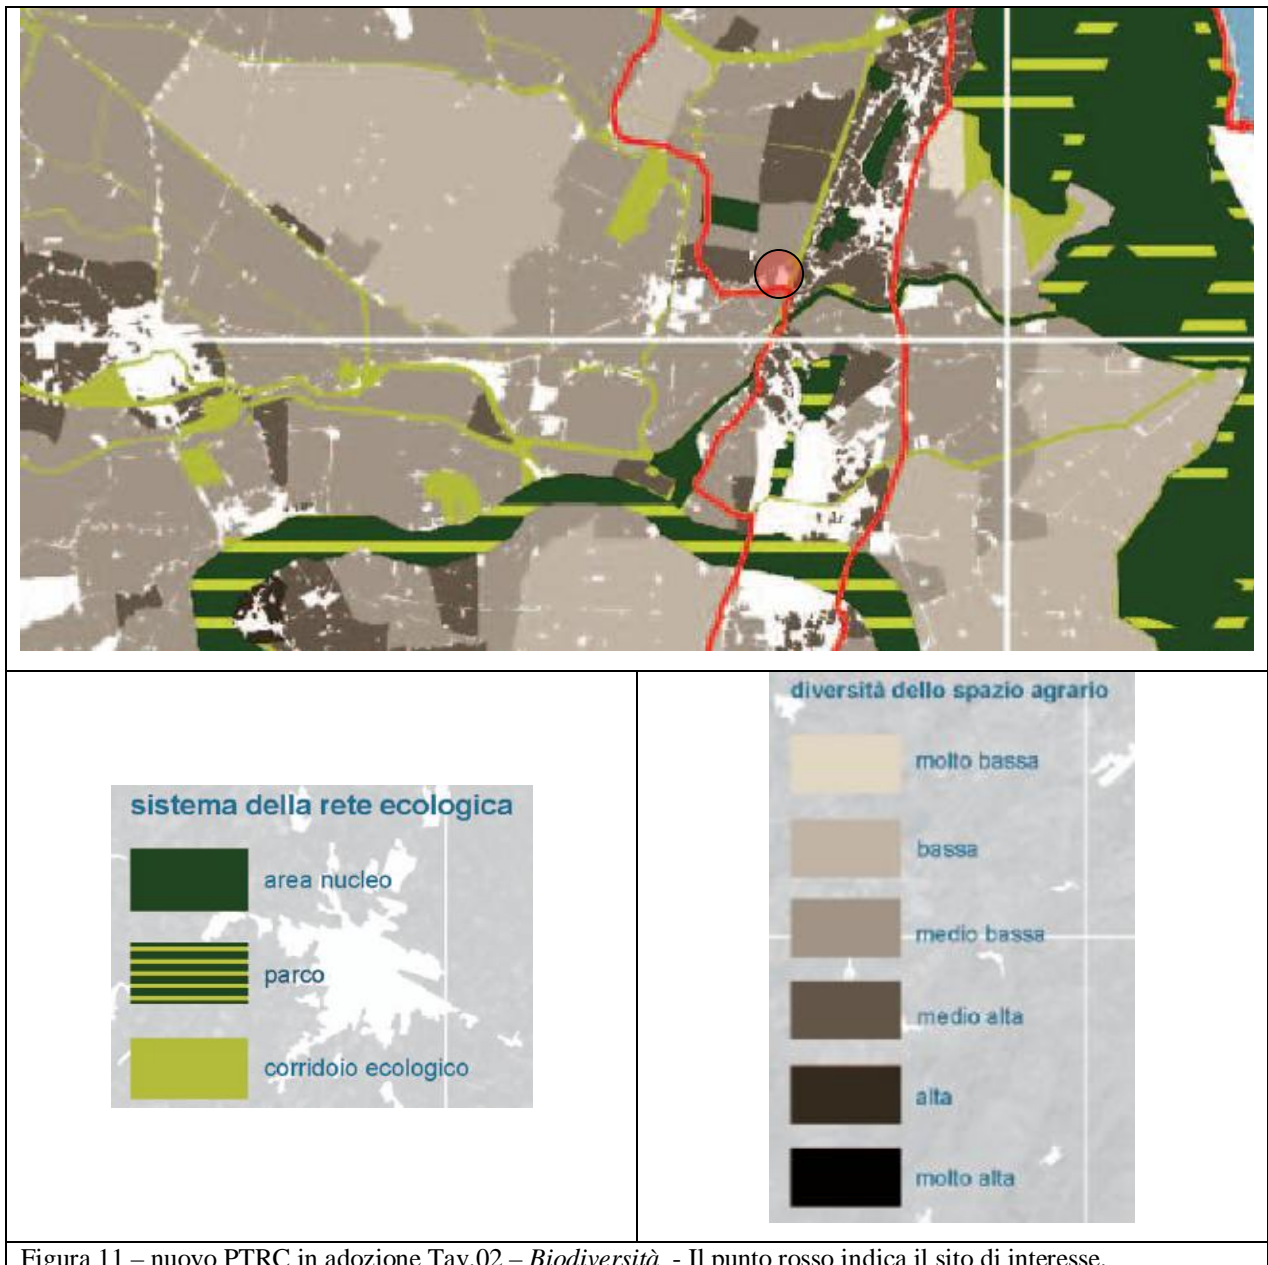 sistema della rete ecologica
area nucleo
parco
corridoio ecologico
diversità dello spazio agrario
molto bassa
bassa
medio bassa
medio alta
alta
molto alta
Figura 11 – nuovo PTRC in adozione Tav.02 – Biodiversità - Il punto rosso indica il sito di interesse.